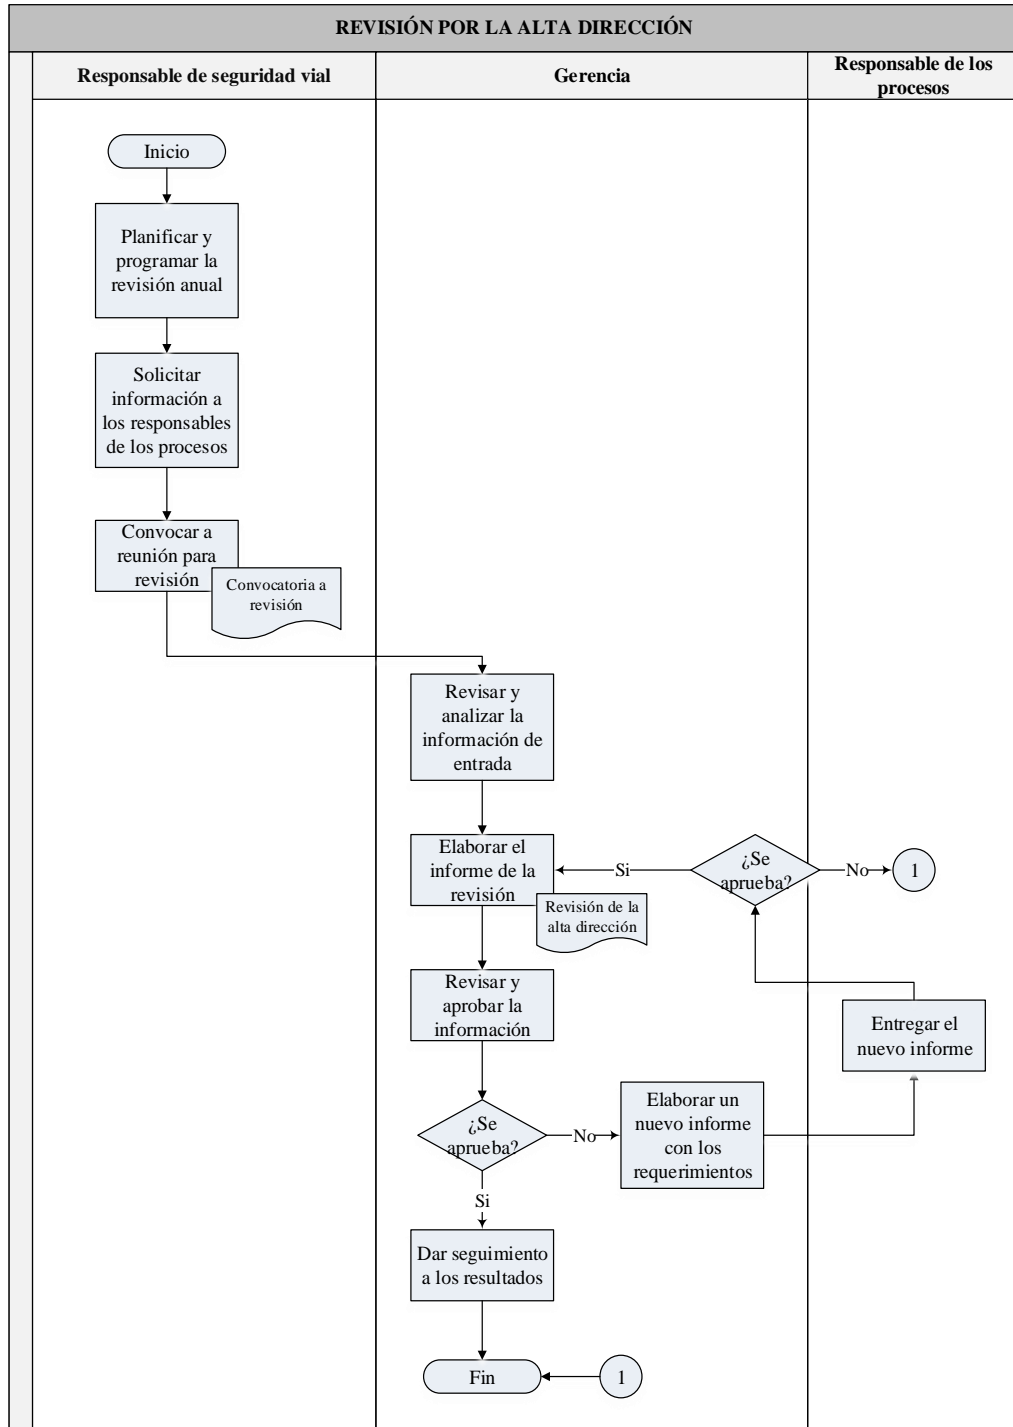 REVISIÓN POR LA ALTA DIRECCIÓN
Responsable de seguridad vial
Gerencia
Responsable de los
procesos
Inicio
Planificar y
programar la
revisión anual
Solicitar
información a
los responsables
de los procesos
Convocar a
reunión para
revisión
Convocatoria a
revisión
Revisar y
analizar la
información de
entrada
Elaborar el
informe de la
revisión
Revisión de la
alta dirección
Si
¿Se
aprueba?
No
1
Revisar y
aprobar la
información
Entregar el
nuevo informe
¿Se
aprueba?
No
Elaborar un
nuevo informe
con los
requerimientos
Si
Dar seguimiento
a los resultados
Fin
1